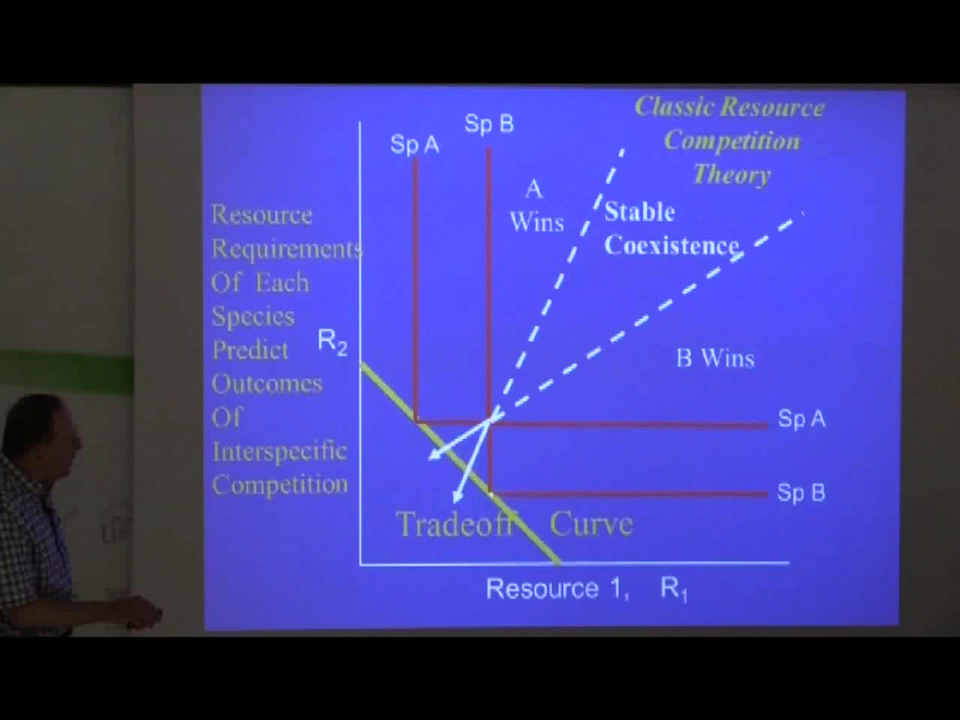 Classic Resource
Competition
Theory
Sp A
Sp B
A
Wins
Stable
Coexistence
B Wins
Resource
Requirements
Of Each
Species
Predict
Outcomes
Of
Interspecific
Competition
R2
Sp A
Sp B
Tradeoff Curve
Resource 1, R1